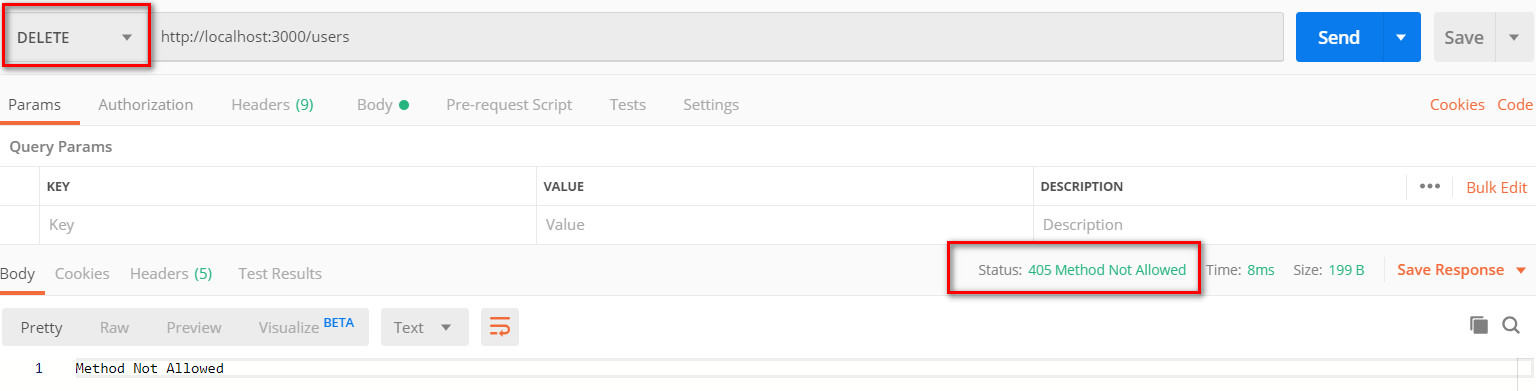 DELETE http://localhost:3000/users Send Save
Params Authorization Headers (9) Body Pre-request Script Tests Settings Cookies Code
Query Params
KEY VALUE DESCRIPTION ••• Bulk Edit
Key Value Description
Body Cookies Headers (5) Test Results Status: 405 Method Not Allowed Time: 8ms Size: 199 B Save Response
Pretty Raw Preview Visualize BETA Text
1 Method Not Allowed